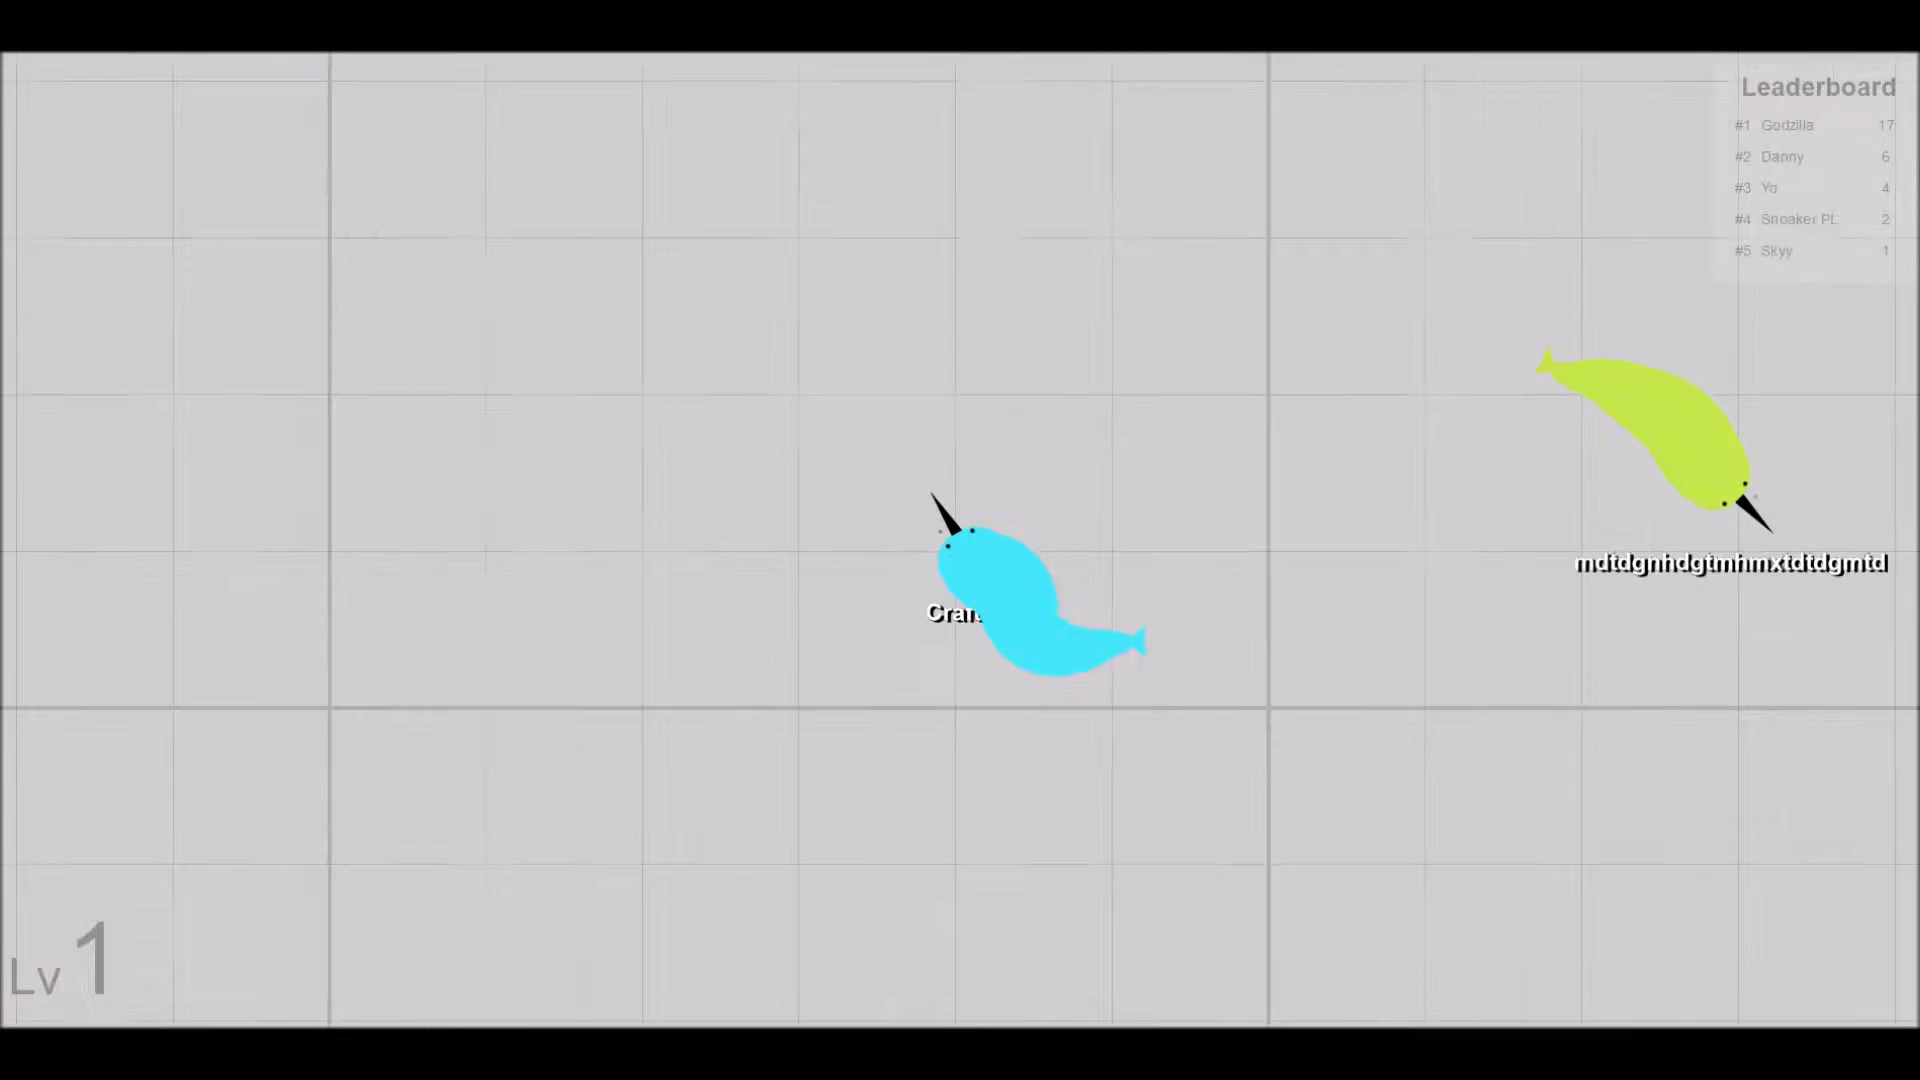 Leaderboard
#1 Godzilla 17
#2 Danny 6
#3 Yo 4
#4 Snoaker PL 2
#5 Skyy 1
mdtdgnhdgtmhmxtdtdgmtd
Lv 1